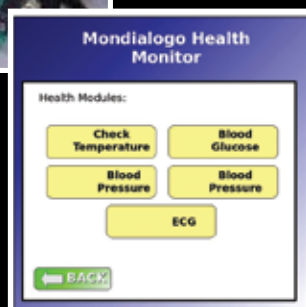 Mondialogo Health
Monitor
Health Modules:
Check
Temperature
Blood
Glucose
Blood
Pressure
Blood
Pressure
ECG
BACK